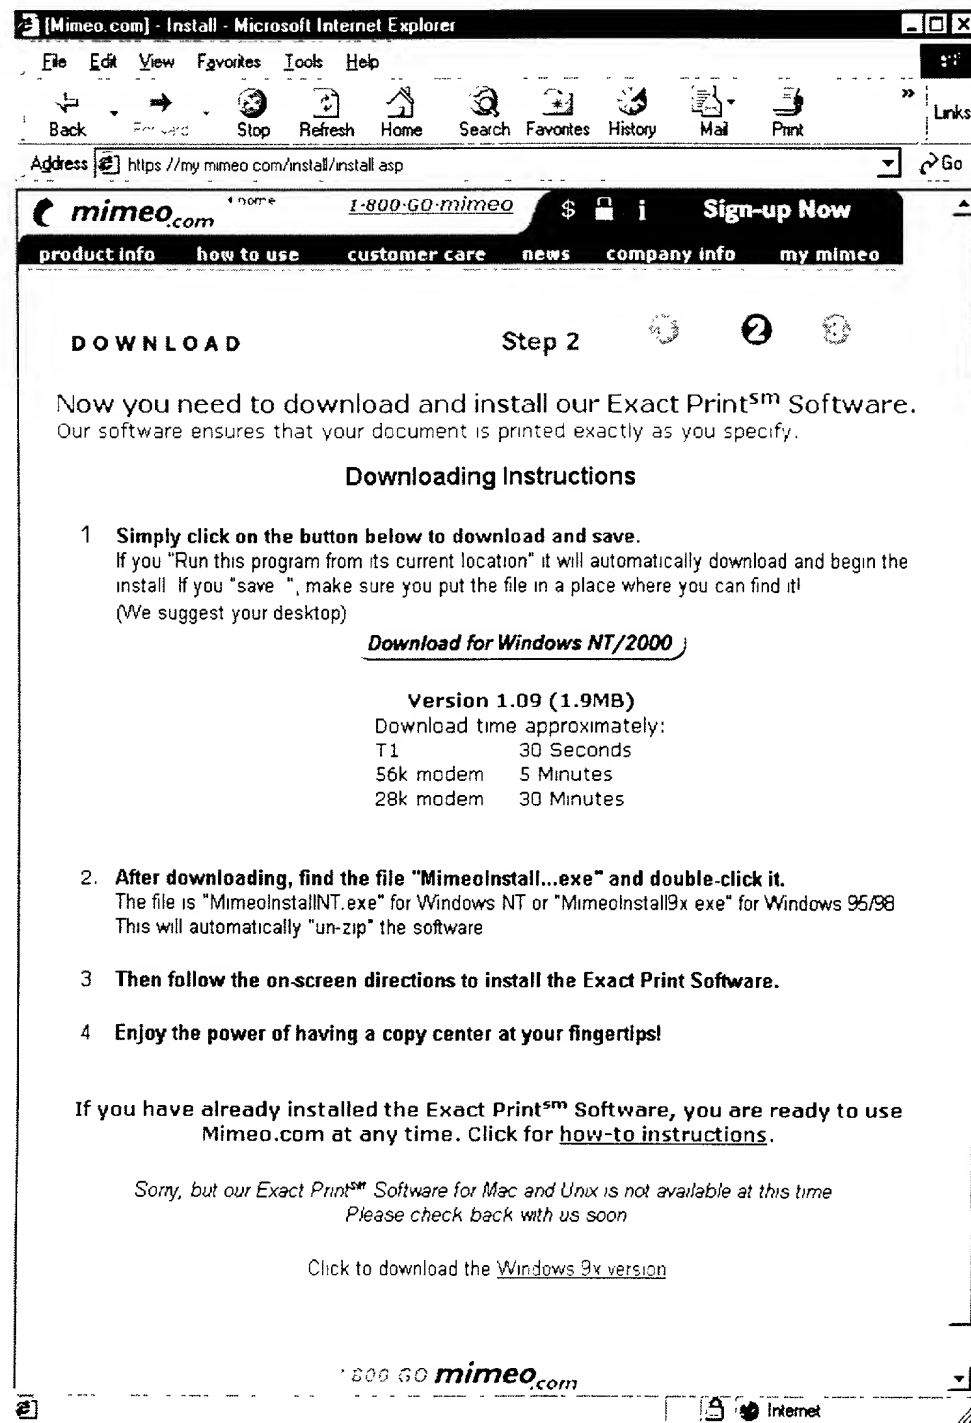 [Mimeo.com] - Install - Microsoft Internet Explorer
File Edit View Favorites Tools Help
Back Forward Stop Refresh Home Search Favorites History Mail Print » Links
Address https //my mimeo com/install/install asp Go
mimeo.com home 1-800-GO-mimeo $ i Sign-up Now
product info how to use customer care news company info my mimeo
DOWNLOAD Step 2 2 3
Now you need to download and install our Exact Print℠ Software.
Our software ensures that your document is printed exactly as you specify.
Downloading Instructions
1 Simply click on the button below to download and save.
If you "Run this program from its current location" it will automatically download and begin the
install If you "save ", make sure you put the file in a place where you can find it!
(We suggest your desktop)
Download for Windows NT/2000
Version 1.09 (1.9MB)
Download time approximately:
T1 30 Seconds
56k modem 5 Minutes
28k modem 30 Minutes
2. After downloading, find the file "MimeoInstall...exe" and double-click it.
The file is "MimeoInstallNT.exe" for Windows NT or "MimeoInstall9x exe" for Windows 95/98
This will automatically "un-zip" the software
3 Then follow the on-screen directions to install the Exact Print Software.
4 Enjoy the power of having a copy center at your fingertips!
If you have already installed the Exact Print℠ Software, you are ready to use
Mimeo.com at any time. Click for how-to instructions.
Sorry, but our Exact Print℠ Software for Mac and Unix is not available at this time
Please check back with us soon
Click to download the Windows 9x version
1 800 GO mimeo.com
Internet